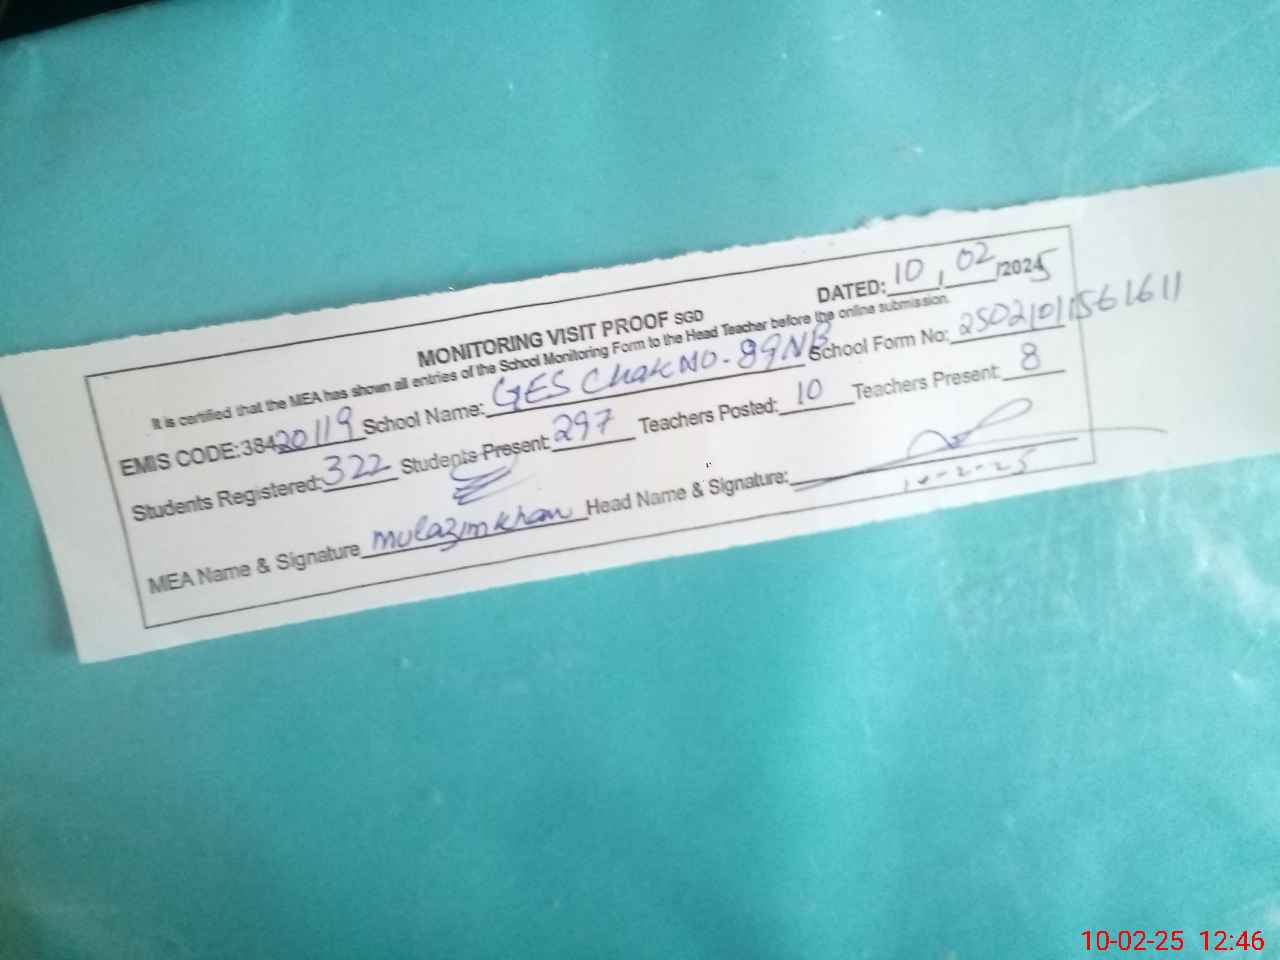 DATED: 10, 02 /2025
MONITORING VISIT PROOF SGD
It is certified that the MEA has shown all entries of the School Monitoring Form to the Head Teacher before the online submission.
EMIS CODE: 38420119 School Name: GES Chak NO-89NB School Form No: 2502101156 1611
Students Registered: 322 Students Present: 297 Teachers Posted: 10 Teachers Present: 8
MEA Name & Signature mulazim khan Head Name & Signature:
10-2-25
10-02-25 12:46